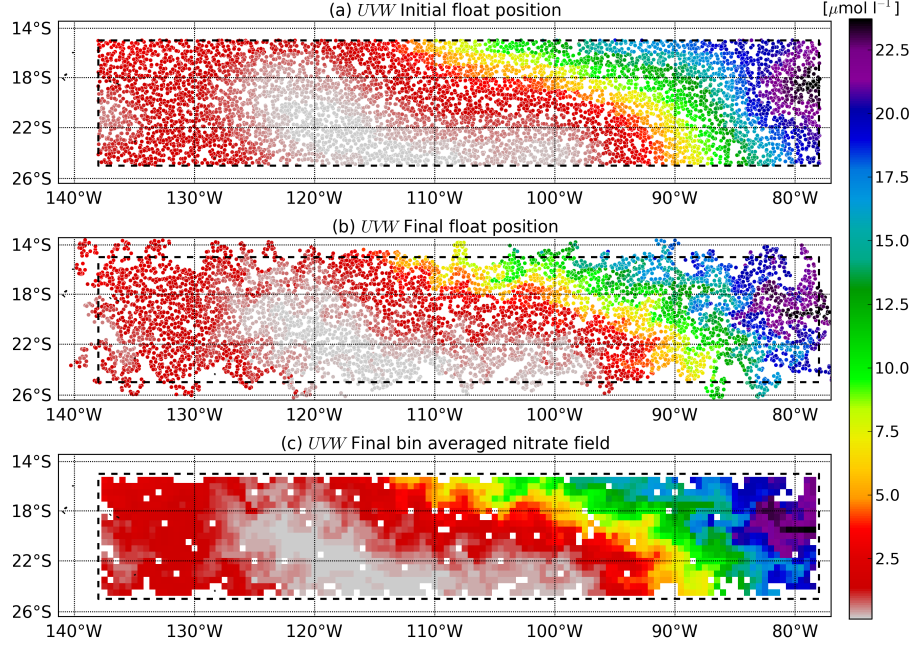 (a) UVW Initial float position
[μmol l⁻¹]
14°S
18°S
22°S
26°S
140°W 130°W 120°W 110°W 100°W 90°W 80°W
(b) UVW Final float position
14°S
18°S
22°S
26°S
140°W 130°W 120°W 110°W 100°W 90°W 80°W
(c) UVW Final bin averaged nitrate field
14°S
18°S
22°S
26°S
140°W 130°W 120°W 110°W 100°W 90°W 80°W
22.5
20.0
17.5
15.0
12.5
10.0
7.5
5.0
2.5